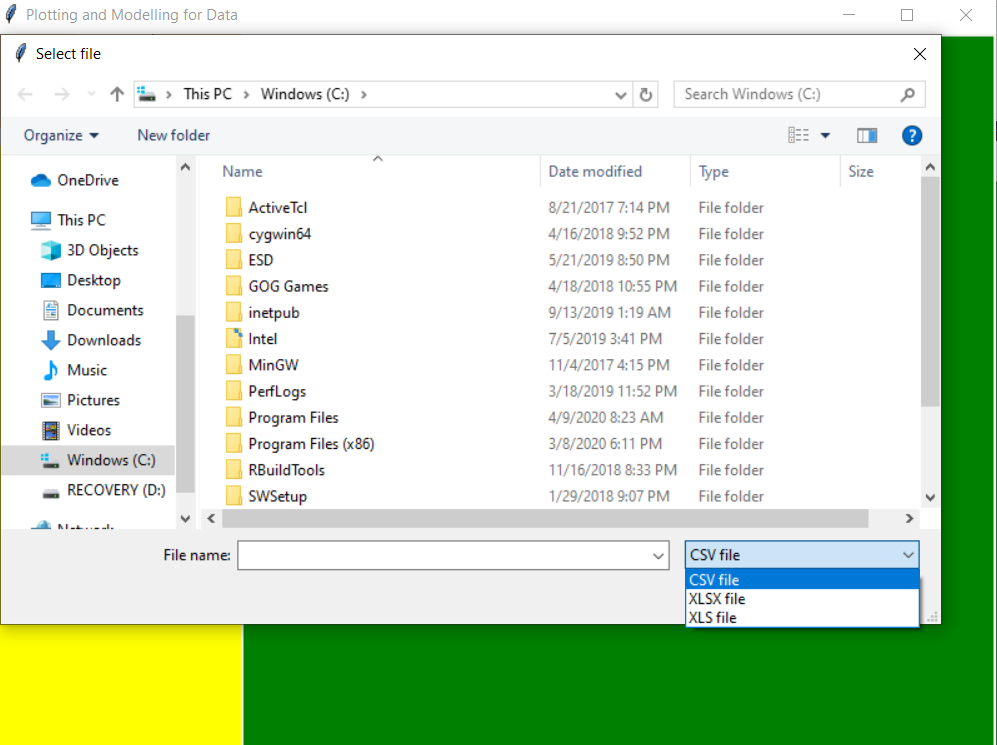 Plotting and Modelling for Data
Select file
This PC > Windows (C:) >
Search Windows (C:)
Organize
New folder
Name Date modified Type Size
OneDrive
This PC
3D Objects
Desktop
Documents
Downloads
Music
Pictures
Videos
Windows (C:)
RECOVERY (D:)
Network
ActiveTcl 8/21/2017 7:14 PM File folder
cygwin64 4/16/2018 9:52 PM File folder
ESD 5/21/2019 8:50 PM File folder
GOG Games 4/18/2018 10:55 PM File folder
inetpub 9/13/2019 1:19 AM File folder
Intel 7/5/2019 3:41 PM File folder
MinGW 11/4/2017 4:15 PM File folder
PerfLogs 3/18/2019 11:52 PM File folder
Program Files 4/9/2020 8:23 AM File folder
Program Files (x86) 3/8/2020 6:11 PM File folder
RBuildTools 11/16/2018 8:33 PM File folder
SWSetup 1/29/2018 9:07 PM File folder
File name:
CSV file
CSV file
XLSX file
XLS file